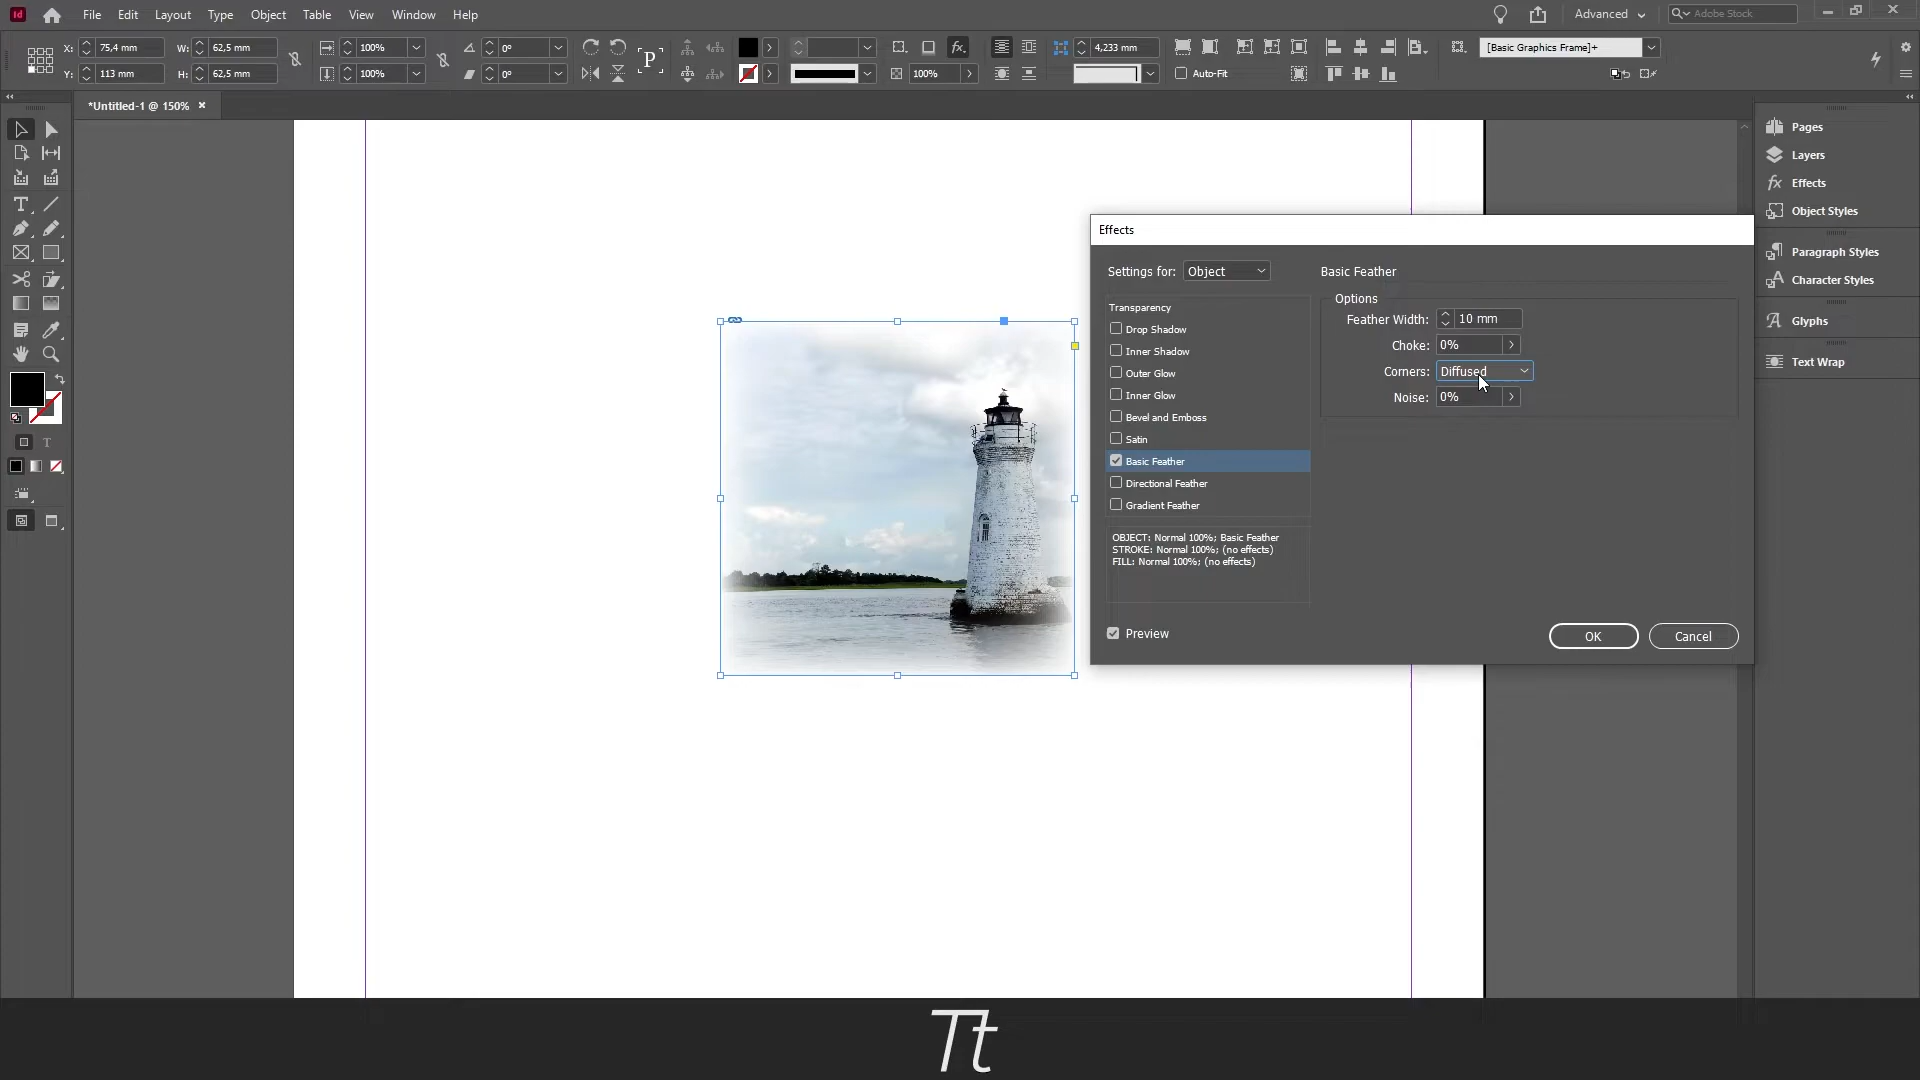 Id File Edit Layout Type Object Table View Window Help Advanced Adobe Stock
X: 75,4 mm W: 62,5 mm 100% 0° fx. 4,233 mm [Basic Graphics Frame]+
Y: 113 mm H: 62,5 mm 100% 0° P 100% Auto-Fit
*Untitled-1 @ 150% ×
Pages
Layers
Effects
Object Styles
Paragraph Styles
Character Styles
Glyphs
Text Wrap
Effects
Settings for: Object
Basic Feather
Transparency
Drop Shadow
Inner Shadow
Outer Glow
Inner Glow
Bevel and Emboss
Satin
Basic Feather
Directional Feather
Gradient Feather
Options
Feather Width: 10 mm
Choke: 0%
Corners: Diffused
Noise: 0%
OBJECT: Normal 100%; Basic Feather
STROKE: Normal 100%; (no effects)
FILL: Normal 100%; (no effects)
Preview
OK Cancel
Tt